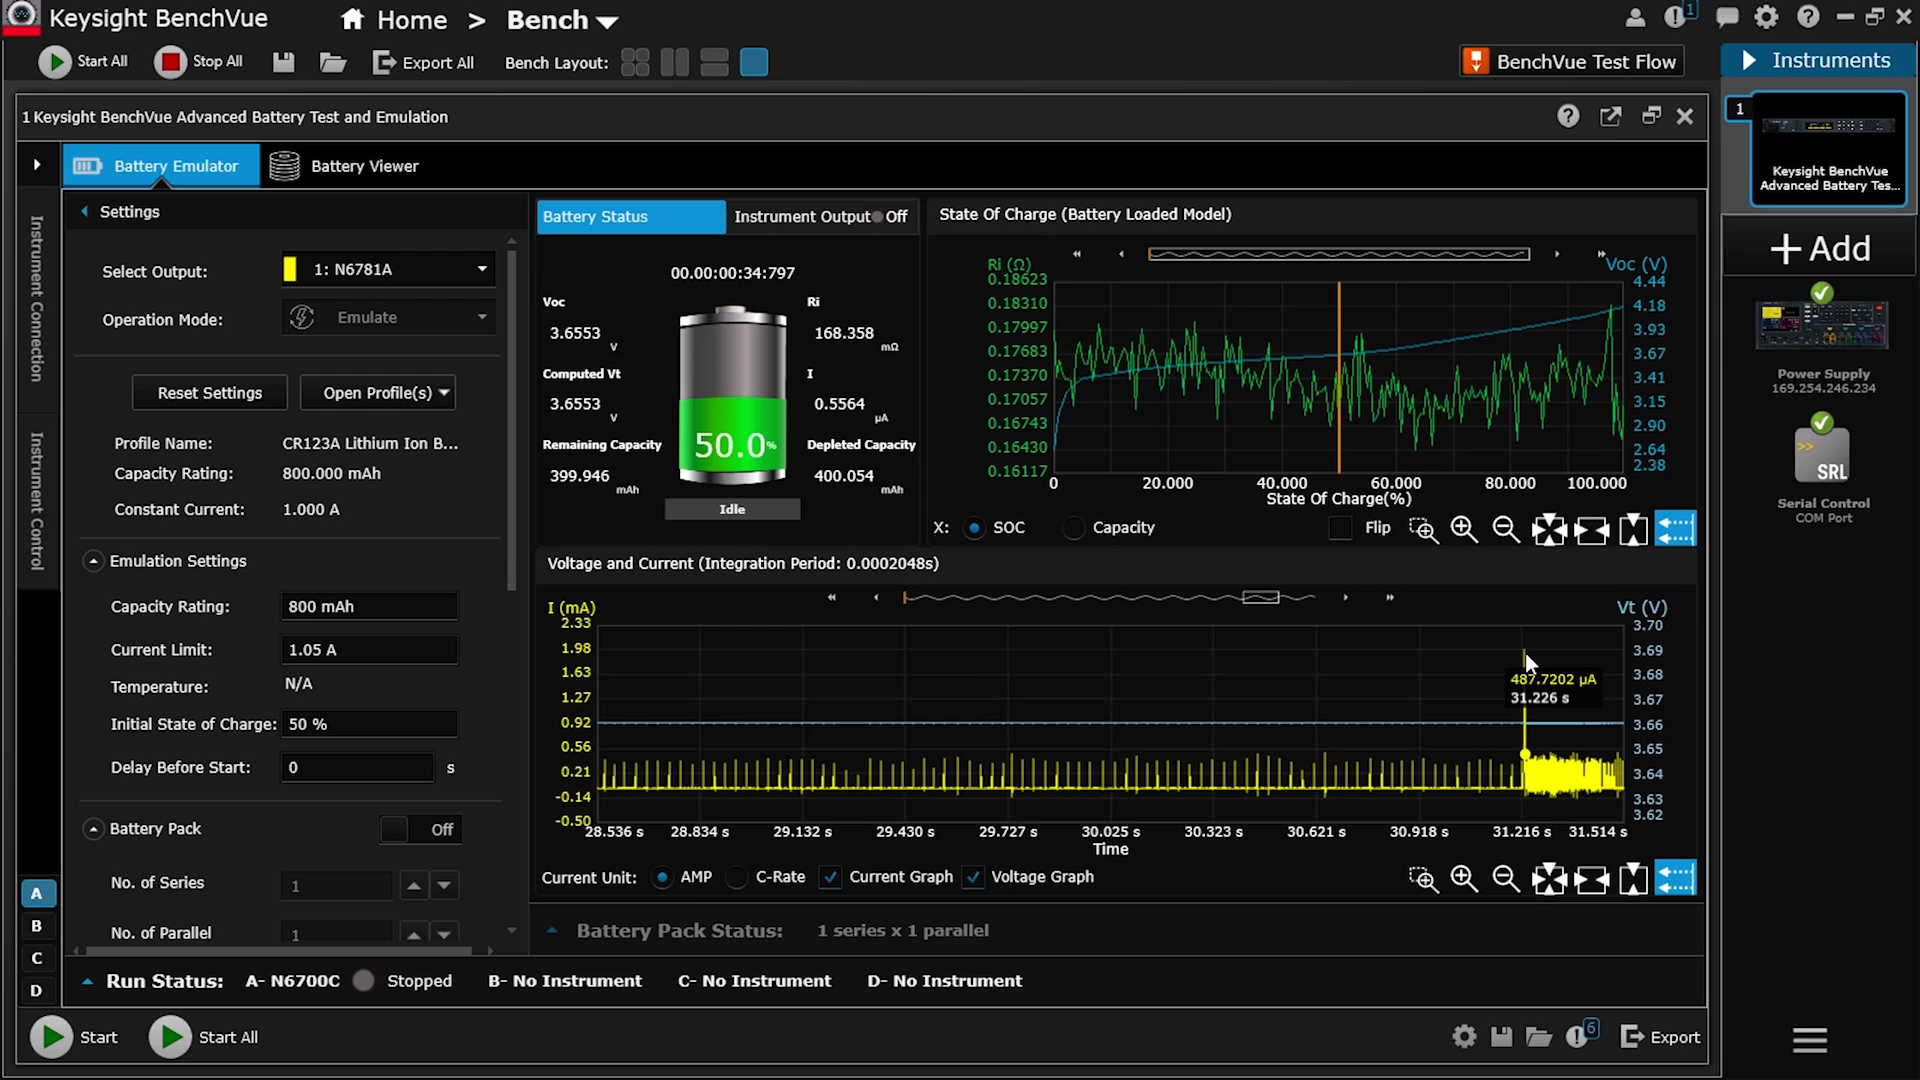 Keysight BenchVue
Home > Bench
1
Start All
Stop All
Export All
Bench Layout:
BenchVue Test Flow
Instruments
1 Keysight BenchVue Advanced Battery Test and Emulation
1
Keysight BenchVue
Advanced Battery Tes...
Battery Emulator
Battery Viewer
Instrument Connection
Instrument Control
Settings
Select Output:
1: N6781A
Operation Mode:
Emulate
Reset Settings
Open Profile(s)
Profile Name:
CR123A Lithium Ion B...
Capacity Rating:
800.000 mAh
Constant Current:
1.000 A
Emulation Settings
Capacity Rating:
800 mAh
Current Limit:
1.05 A
Temperature:
N/A
Initial State of Charge:
50 %
Delay Before Start:
0
s
Battery Pack
Off
No. of Series
1
No. of Parallel
1
A
B
C
D
Battery Status
Instrument Output Off
00.00:00:34:797
Voc
3.6553
V
Computed Vt
3.6553
V
Remaining Capacity
399.946
mAh
50.0%
Idle
Ri
168.358
mΩ
I
0.5564
µA
Depleted Capacity
400.054
mAh
State Of Charge (Battery Loaded Model)
Ri (Ω)
0.18623
0.18310
0.17997
0.17683
0.17370
0.17057
0.16743
0.16430
0.16117
Voc (V)
4.44
4.18
3.93
3.67
3.41
3.15
2.90
2.64
2.38
0
20.000
40.000
60.000
80.000
100.000
State Of Charge(%)
X:
SOC
Capacity
Flip
Voltage and Current (Integration Period: 0.0002048s)
I (mA)
2.33
1.98
1.63
1.27
0.92
0.56
0.21
-0.14
-0.50
Vt (V)
3.70
3.69
3.68
3.67
3.66
3.65
3.64
3.63
3.62
487.7202 µA
31.226 s
28.536 s
28.834 s
29.132 s
29.430 s
29.727 s
30.025 s
30.323 s
30.621 s
30.918 s
31.216 s
31.514 s
Time
Current Unit:
AMP
C-Rate
Current Graph
Voltage Graph
Battery Pack Status:
1 series x 1 parallel
Run Status:
A- N6700C
Stopped
B- No Instrument
C- No Instrument
D- No Instrument
Start
Start All
6
Export
+ Add
Power Supply
169.254.246.234
>>
SRL
Serial Control
COM Port